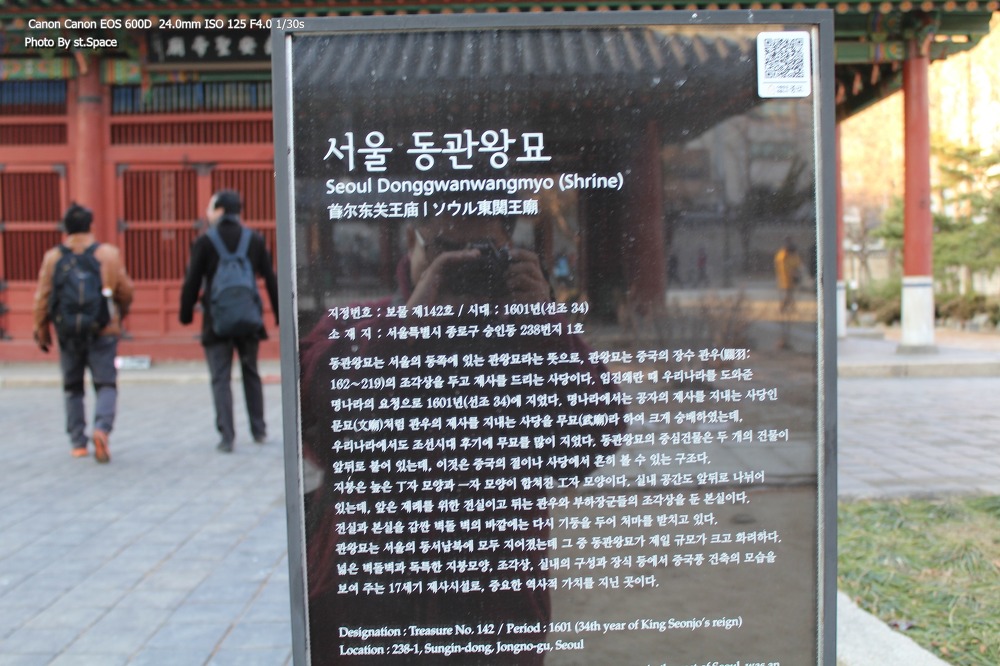 Canon Canon EOS 600D 24.0mm ISO 125 F4.0 1/30s
Photo By st.Space
서울 동관왕묘
Seoul Donggwanwangmyo (Shrine)
首尔东关王庙 | ソウル東関王廟
지정번호 : 보물 제142호 / 시대 : 1601년(선조 34)
소 재 지 : 서울특별시 종로구 숭인동 238번지 1호
동관왕묘는 서울의 동쪽에 있는 관왕묘라는 뜻으로, 관왕묘는 중국의 장수 관우(關羽:
162~219)의 조각상을 두고 제사를 드리는 사당이다. 임진왜란 때 우리나라를 도와준
명나라의 요청으로 1601년(선조 34)에 지었다. 명나라에서는 공자의 제사를 지내는 사당인
문묘(文廟)처럼 관우의 제사를 지내는 사당을 무묘(武廟)라 하여 크게 숭배하였는데,
우리나라에서도 조선시대 후기에 무묘를 많이 지었다. 동관왕묘의 중심건물은 두 개의 건물이
앞뒤로 붙어 있는데, 이것은 중국의 절이나 사당에서 흔히 볼 수 있는 구조다.
지붕은 높은 丁자 모양과 一자 모양이 합쳐진 工자 모양이다. 실내 공간도 앞뒤로 나뉘어
있는데, 앞은 제례를 위한 전실이고 뒤는 관우와 부하장군들의 조각상을 둔 본실이다.
전실과 본실을 감싼 벽돌 벽의 바깥에는 다시 기둥을 두어 처마를 받치고 있다.
관왕묘는 서울의 동서남북에 모두 지어졌는데 그 중 동관왕묘가 제일 규모가 크고 화려하다.
넓은 벽돌벽과 독특한 지붕모양, 조각상, 실내의 구성과 장식 등에서 중국풍 건축의 모습을
보여 주는 17세기 제사시설로, 중요한 역사적 가치를 지닌 곳이다.
Designation : Treasure No. 142 / Period : 1601 (34th year of King Seonjo's reign)
Location : 238-1, Sungin-dong, Jongno-gu, Seoul